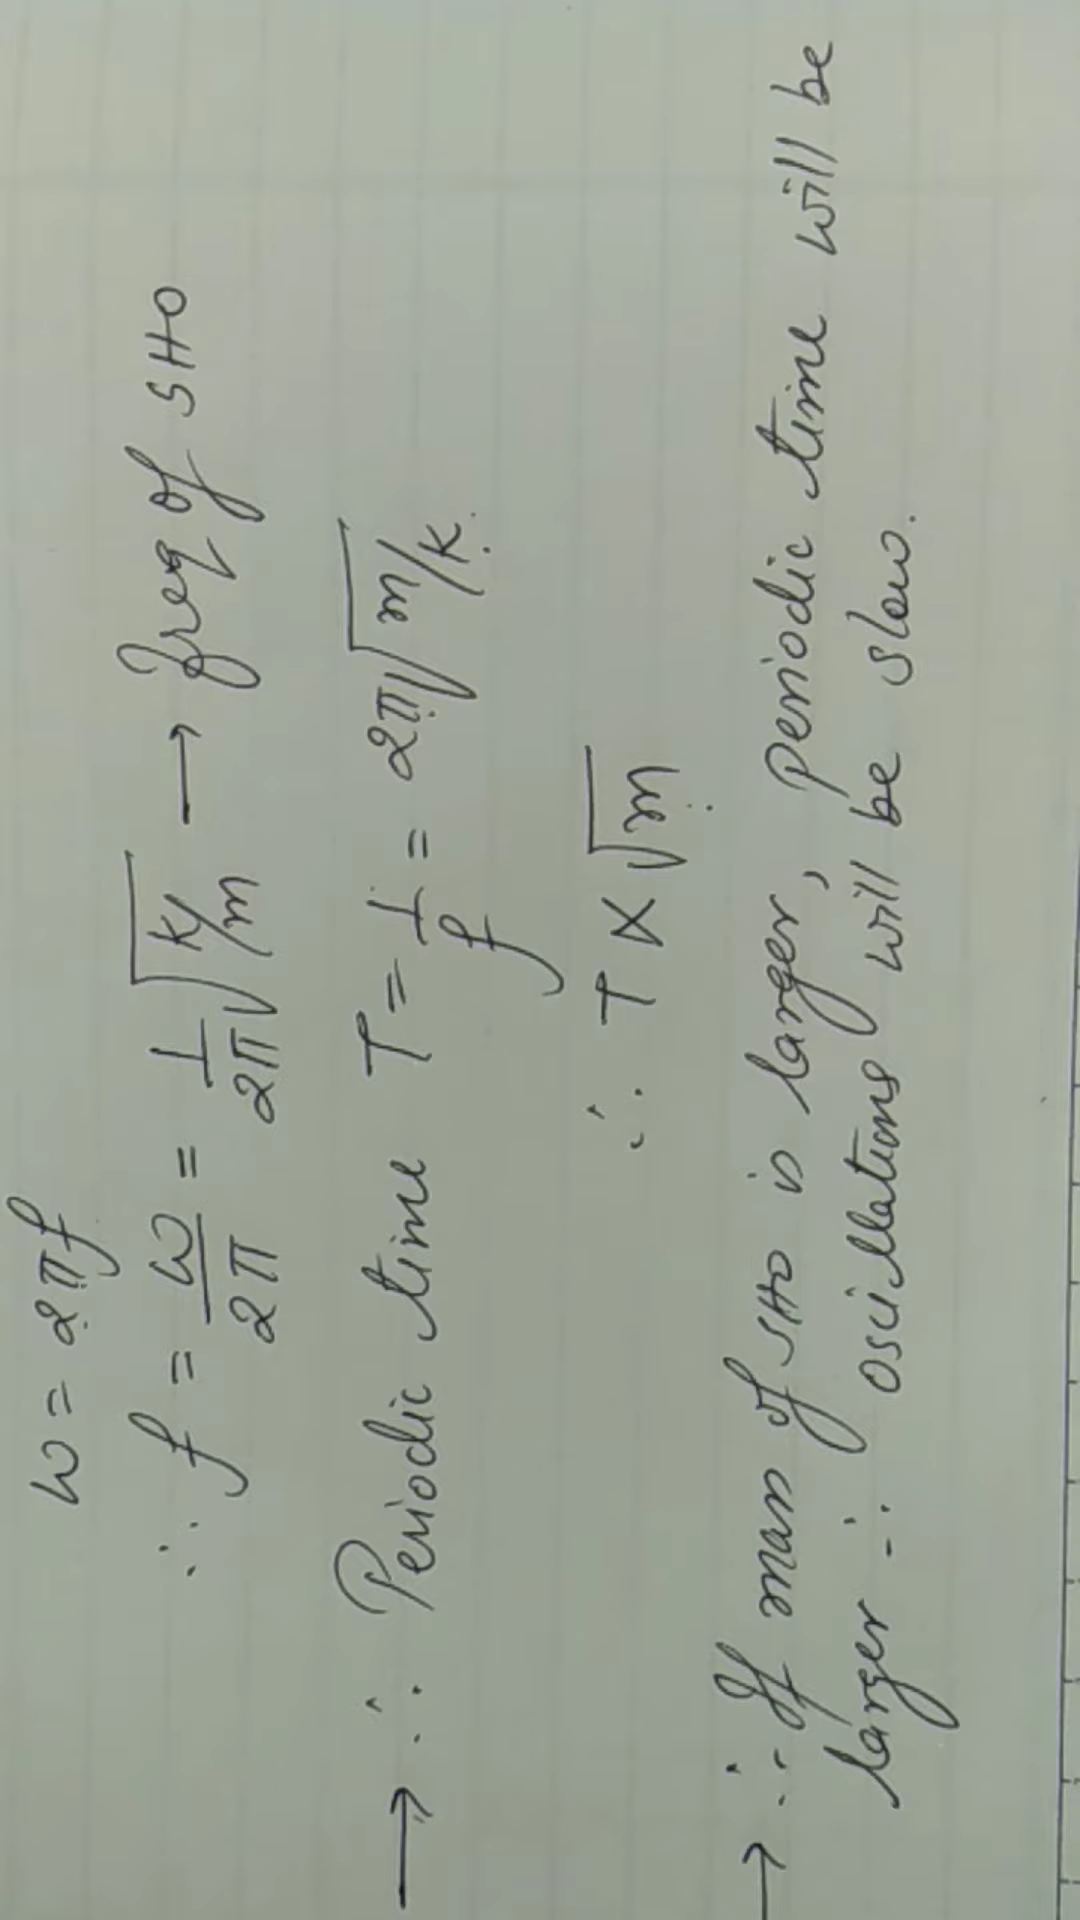 ω = 2πf
∴ f = ω/2π = 1/2π √k/m → freq of SHO
→ ∴ Periodic time T = 1/f = 2π√m/k.
∴ T ∝ √m
→ ∴ If mass of SHO is larger, periodic time will be
larger ∴ oscillations will be slow.